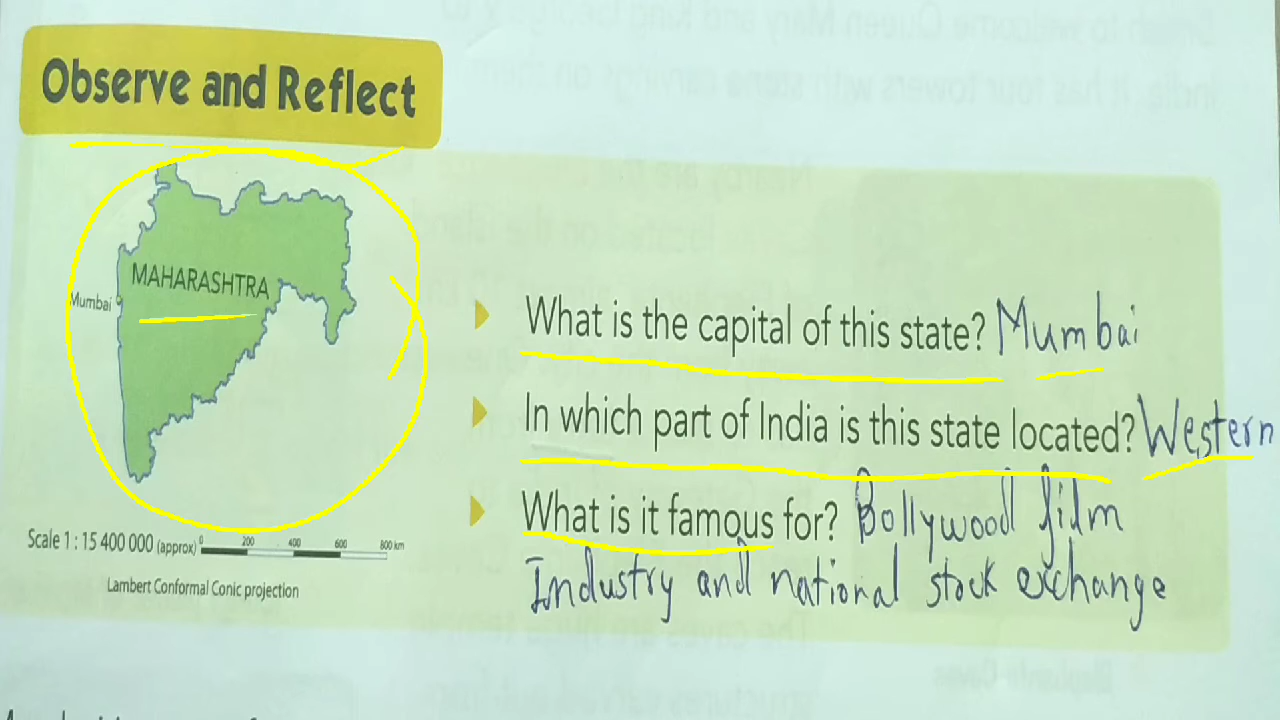 Observe and Reflect
MAHARASHTRA
Mumbai
What is the capital of this state? Mumbai
In which part of India is this state located? Western
What is it famous for? Bollywood film
Industry and national stock exchange
Scale 1 : 15 400 000 (approx) 0 200 400 600 800 km
Lambert Conformal Conic projection